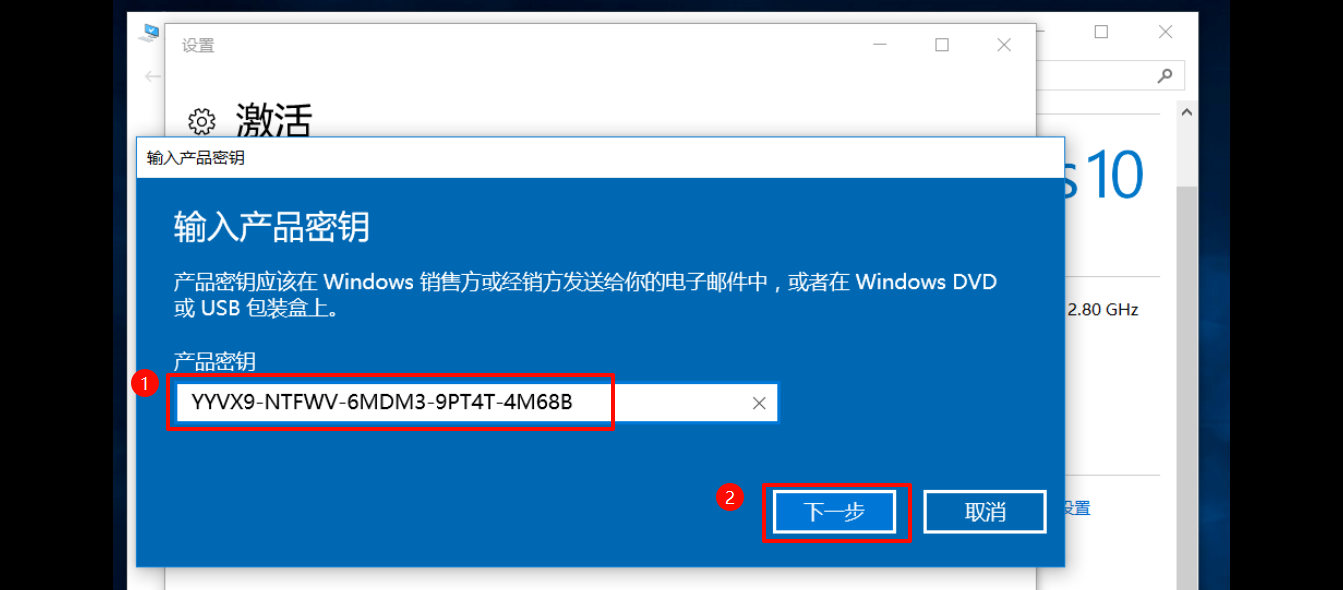 设置
激活
输入产品密钥
s 10
输入产品密钥
产品密钥应该在 Windows 销售方或经销方发送给你的电子邮件中，或者在 Windows DVD
或 USB 包装盒上。
2.80 GHz
产品密钥
1
YYVX9-NTFWV-6MDM3-9PT4T-4M68B
2
下一步
取消
设置